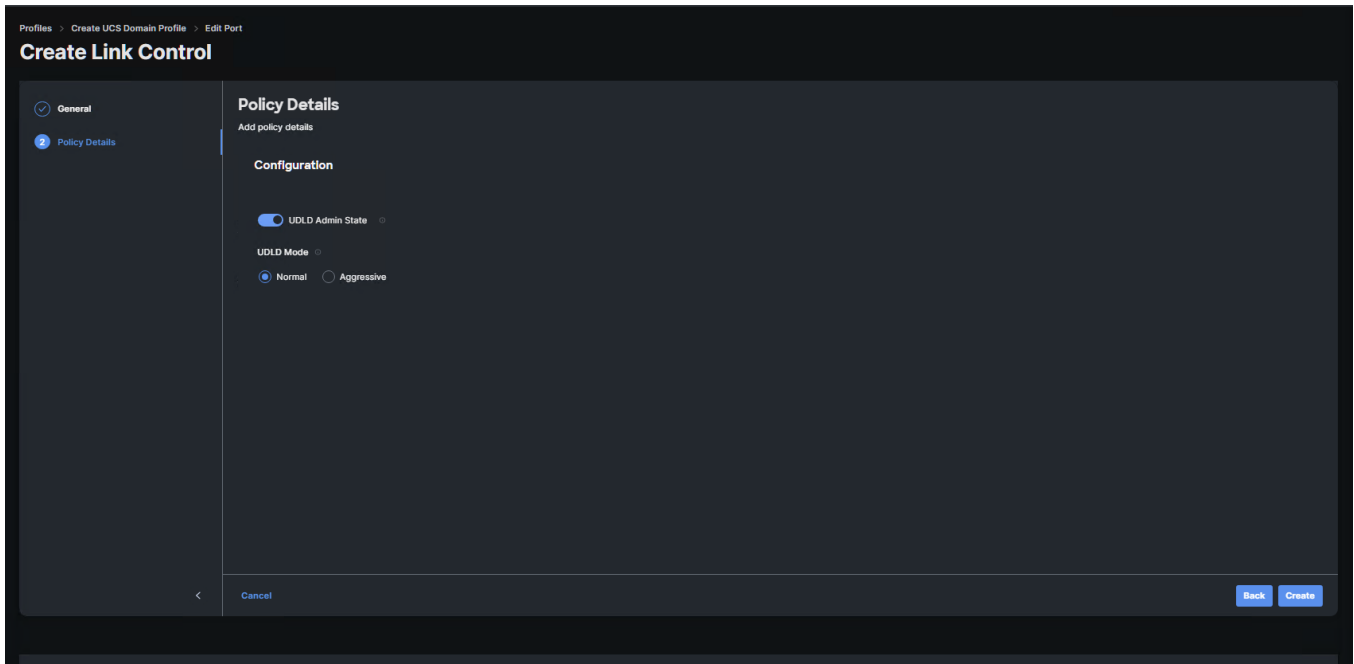 Profiles > Create UCS Domain Profile > Edit Port
Create Link Control
General
2 Policy Details
Policy Details
Add policy details
Configuration
UDLD Admin State
UDLD Mode
Normal Aggressive
Cancel
Back Create